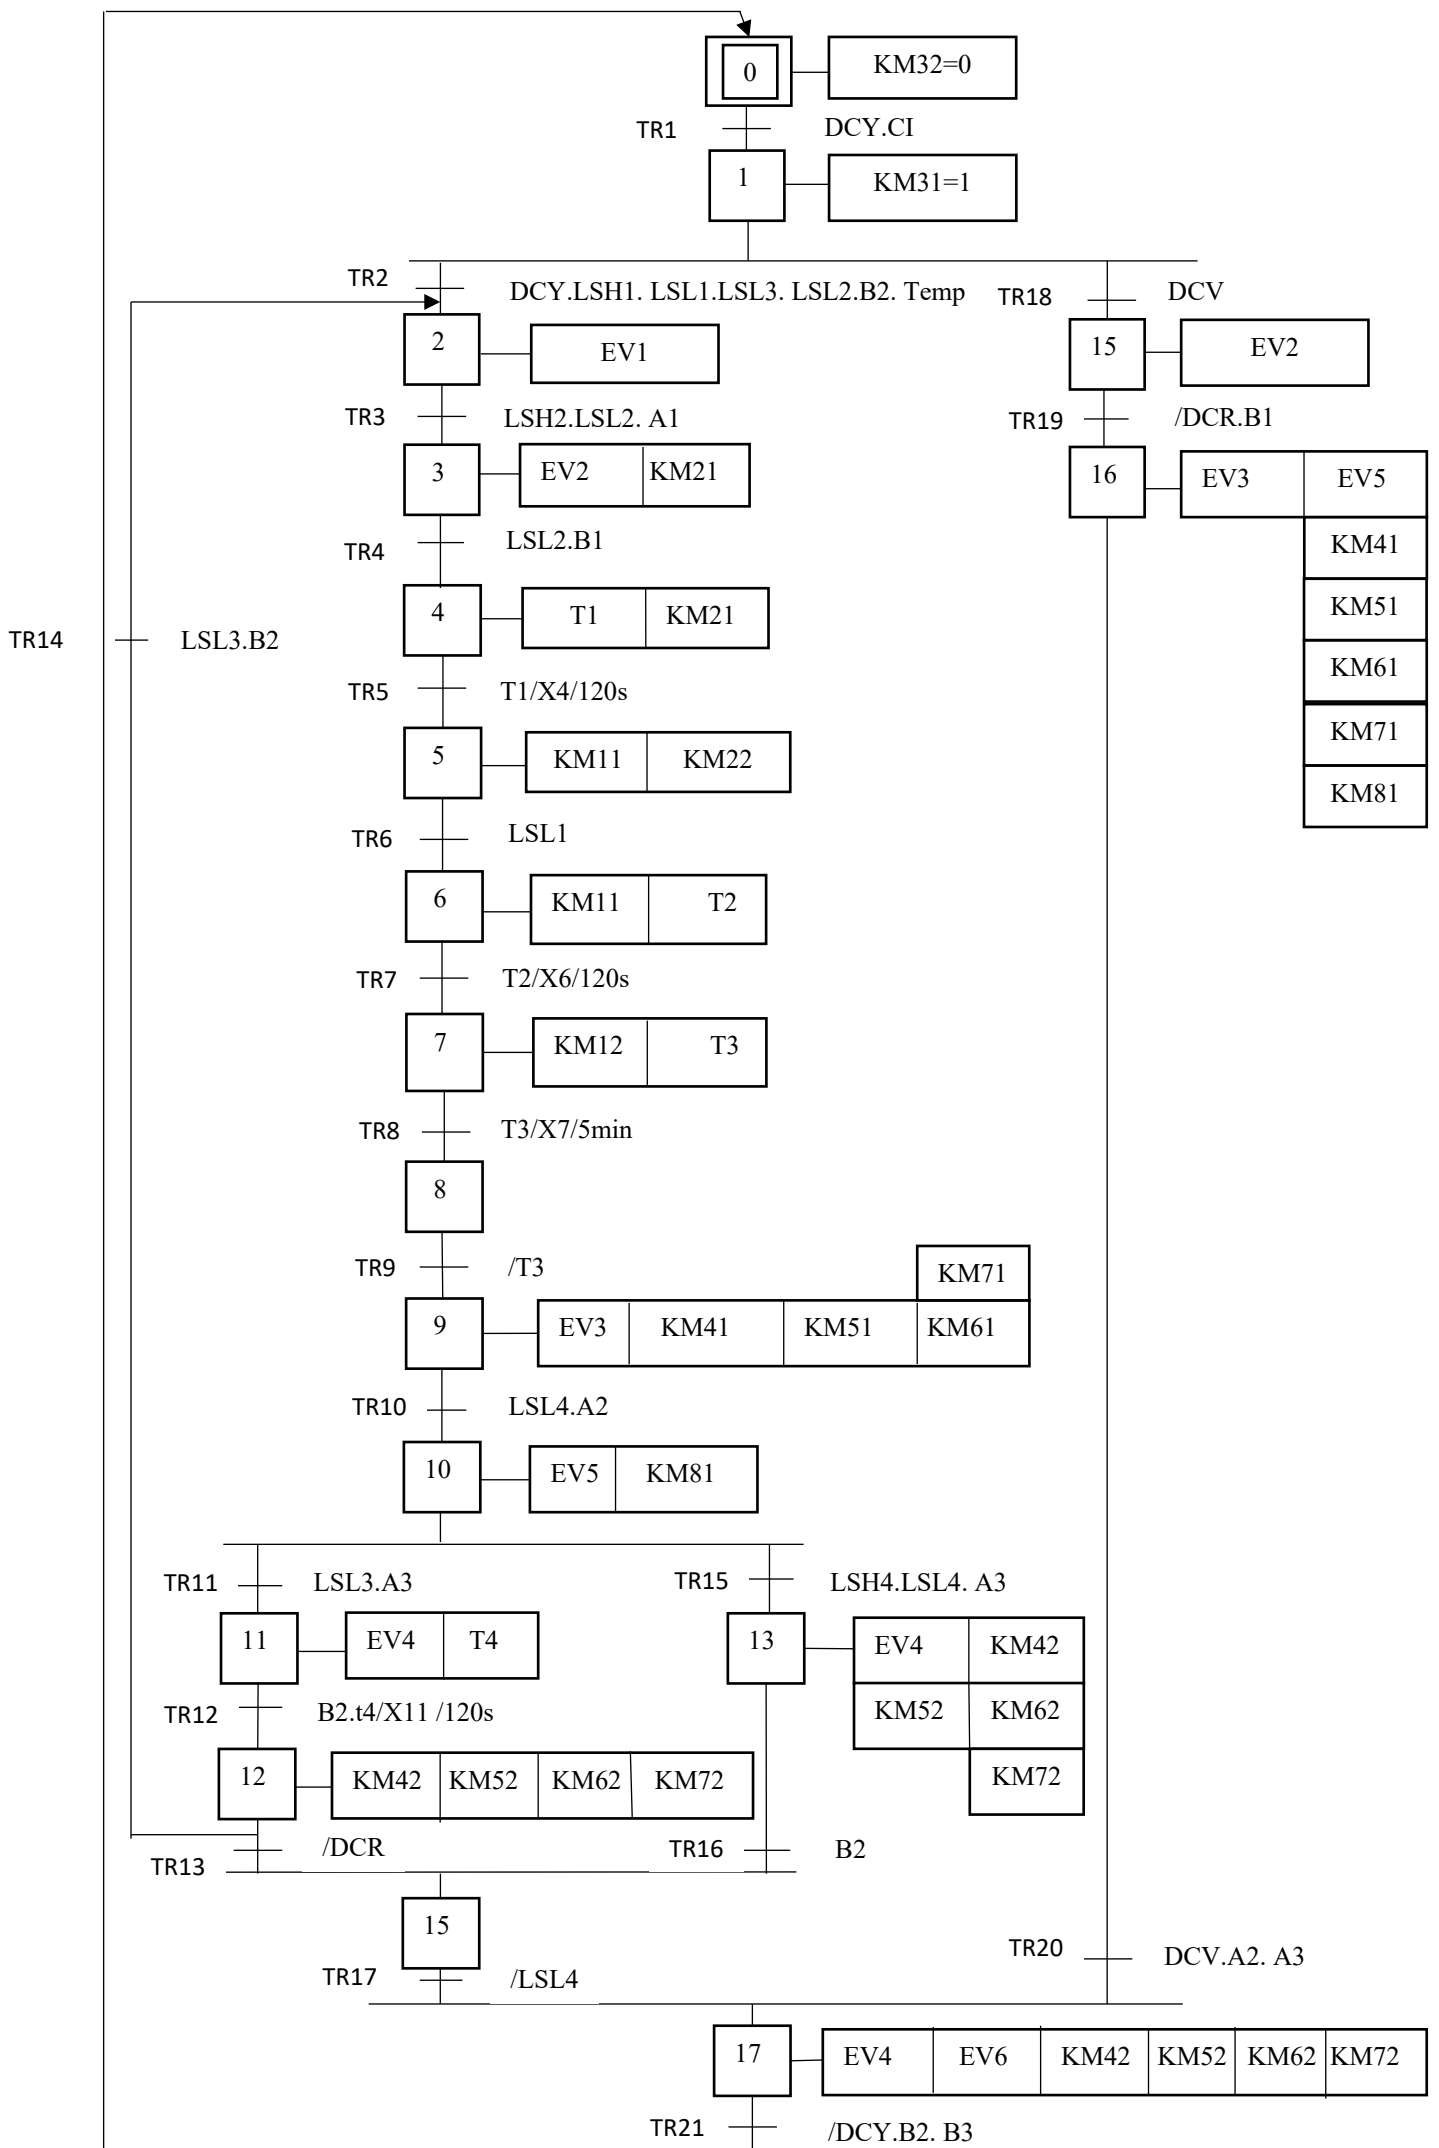 0 KM32=0
TR1 DCY.CI
1 KM31=1
TR2 DCY.LSH1. LSL1.LSL3. LSL2.B2. Temp TR18 DCV
2 EV1 15 EV2
TR3 LSH2.LSL2. A1 TR19 /DCR.B1
3 EV2 KM21 16 EV3 EV5
TR4 LSL2.B1 KM41
4 T1 KM21 KM51
TR14 LSL3.B2 KM61
TR5 T1/X4/120s KM71
5 KM11 KM22 KM81
TR6 LSL1
6 KM11 T2
TR7 T2/X6/120s
7 KM12 T3
TR8 T3/X7/5min
8
TR9 /T3 KM71
9 EV3 KM41 KM51 KM61
TR10 LSL4.A2
10 EV5 KM81
TR11 LSL3.A3 TR15 LSH4.LSL4. A3
11 EV4 T4 13 EV4 KM42
TR12 B2.t4/X11 /120s KM52 KM62
12 KM42 KM52 KM62 KM72 KM72
TR13 /DCR TR16 B2
15
TR17 /LSL4 TR20 DCV.A2. A3
17 EV4 EV6 KM42 KM52 KM62 KM72
TR21 /DCY.B2. B3